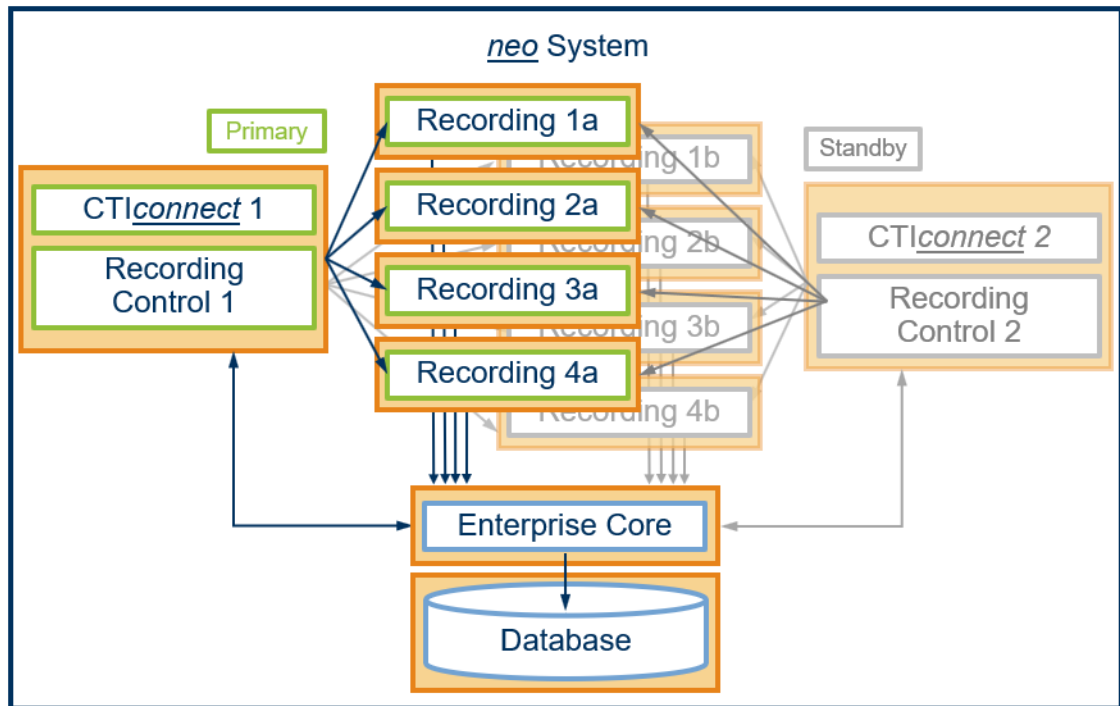 neo System
Primary
Recording 1a
Recording 1b
Standby
CTIconnect 1
Recording 2a
Recording 2b
CTIconnect 2
Recording
Control 1
Recording 3a
Recording 3b
Recording
Control 2
Recording 4a
Recording 4b
Enterprise Core
Database